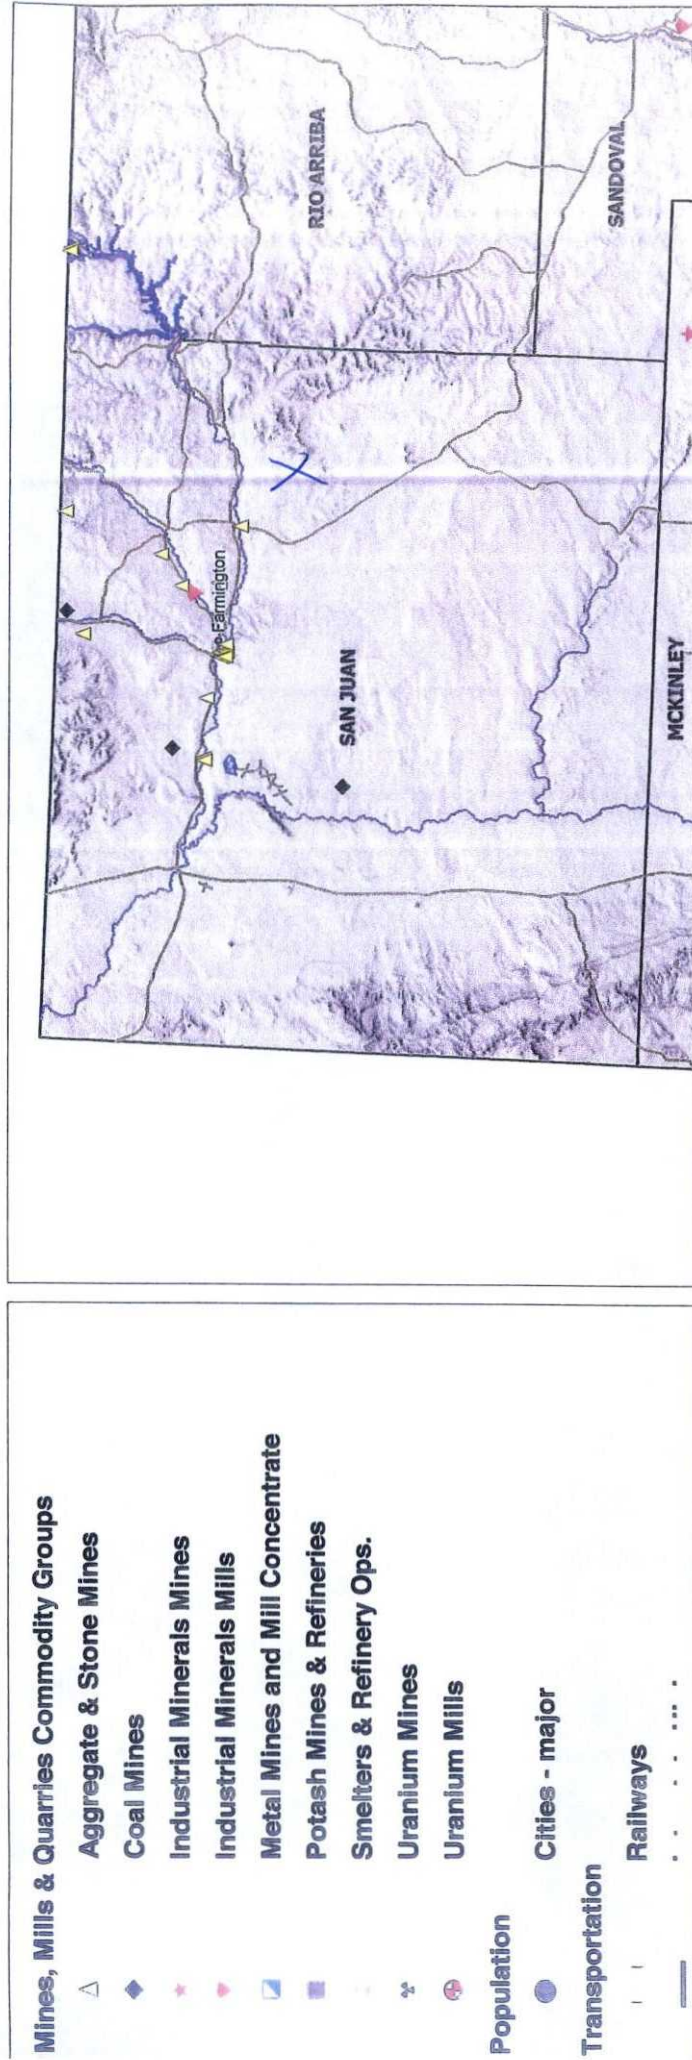 Mines, Mills & Quarries Commodity Groups
Aggregate & Stone Mines
Coal Mines
Industrial Minerals Mines
Industrial Minerals Mills
Metal Mines and Mill Concentrate
Potash Mines & Refineries
Smelters & Refinery Ops.
Uranium Mines
Uranium Mills
Population
Cities - major
Transportation
Railways
Farmington
SAN JUAN
RIO ARRIBA
SANDOVAL
MCKINLEY
X